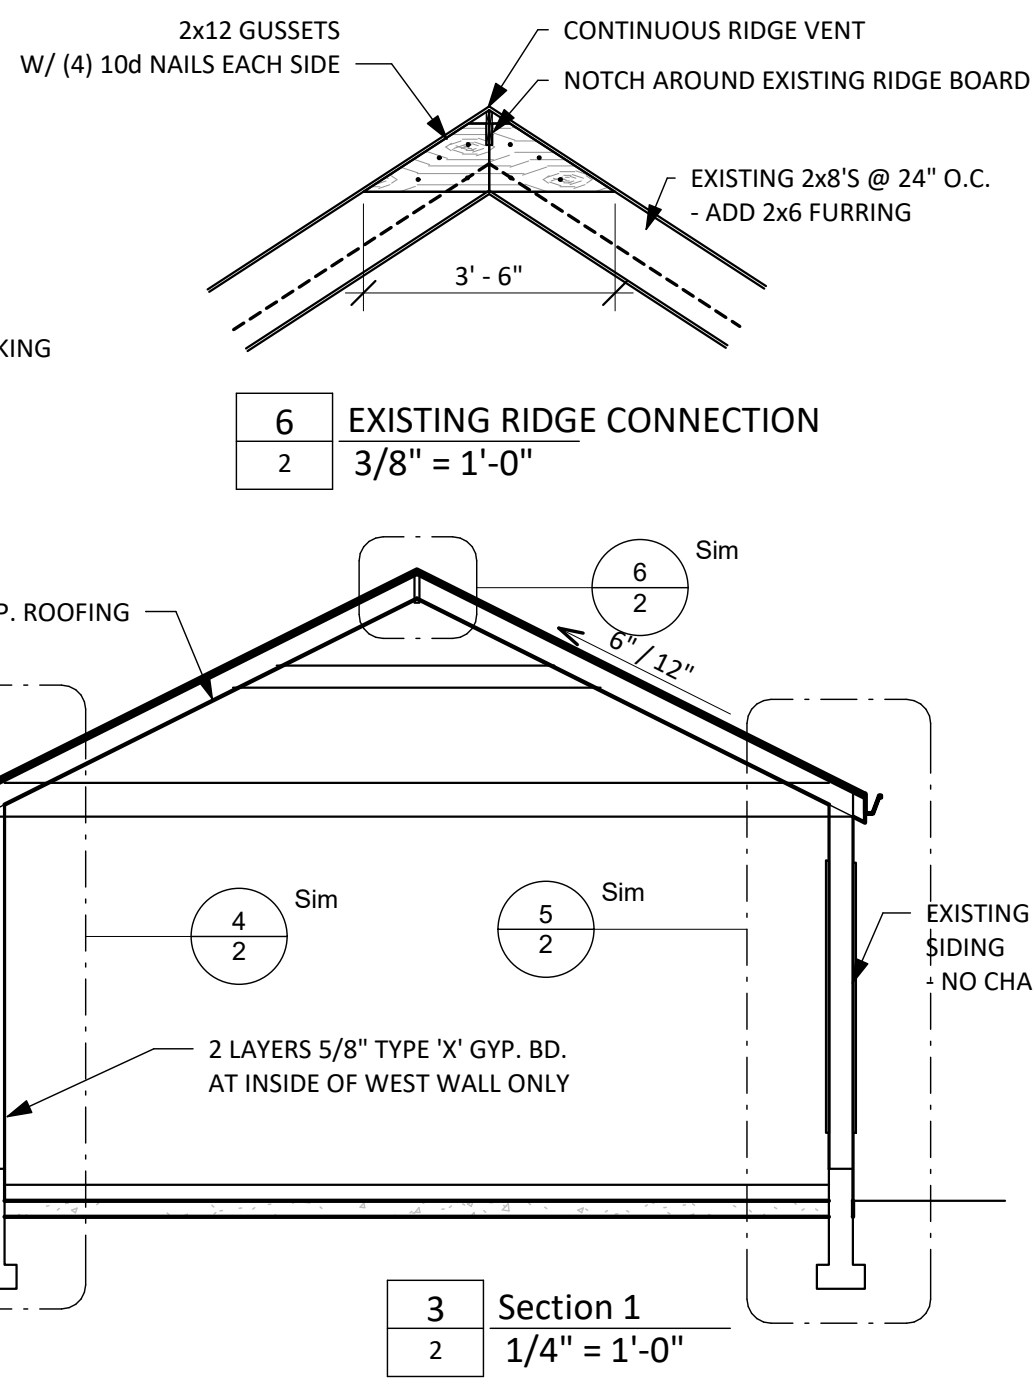 2x12 GUSSETS
W/ (4) 10d NAILS EACH SIDE
CONTINUOUS RIDGE VENT
NOTCH AROUND EXISTING RIDGE BOARD
EXISTING 2x8'S @ 24" O.C.
- ADD 2x6 FURRING
3' - 6"
KING
6
2
EXISTING RIDGE CONNECTION
3/8" = 1'-0"
6
2
Sim
P. ROOFING
6" / 12"
4
2
Sim
5
2
Sim
EXISTING
SIDING
- NO CHA
2 LAYERS 5/8" TYPE 'X' GYP. BD.
AT INSIDE OF WEST WALL ONLY
3
2
Section 1
1/4" = 1'-0"